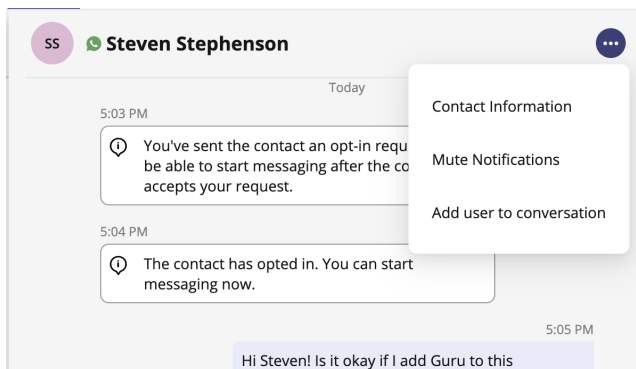 SS
Steven Stephenson
Today
Contact Information
Mute Notifications
Add user to conversation
5:03 PM
You've sent the contact an opt-in
be able to start messaging after the
accepts your request.
5:04 PM
The contact has opted in. You can start
messaging now.
5:05 PM
Hi Steven! Is it okay if I add Guru to this